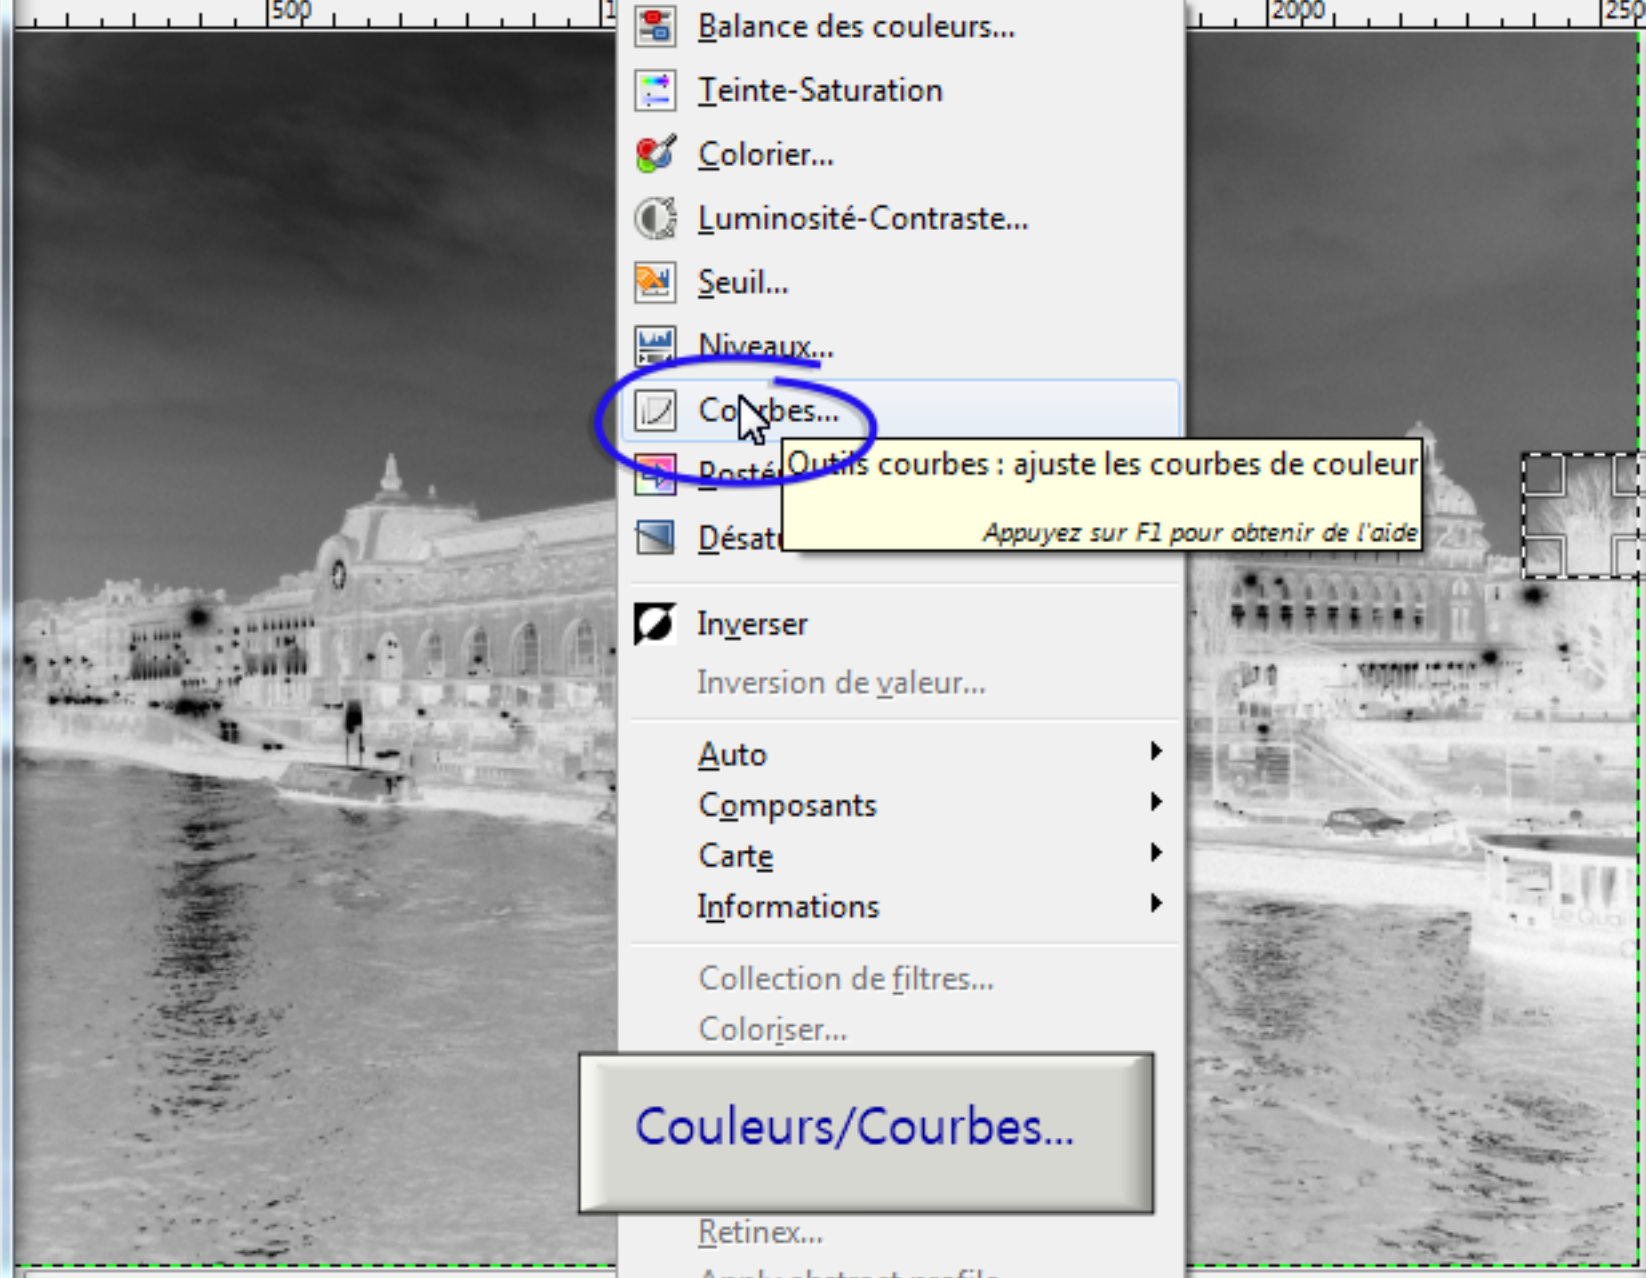 500
2000
Balance des couleurs...
Teinte-Saturation
Colorier...
Luminosité-Contraste...
Seuil...
Niveaux...
Courbes...
Outils courbes : ajuste les courbes de couleur
Appuyez sur F1 pour obtenir de l'aide
Inverser
Inversion de valeur...
Auto
Composants
Carte
Informations
Le Quai
Collection de filtres...
Coloriser...
Couleurs/Courbes...
Retinex...